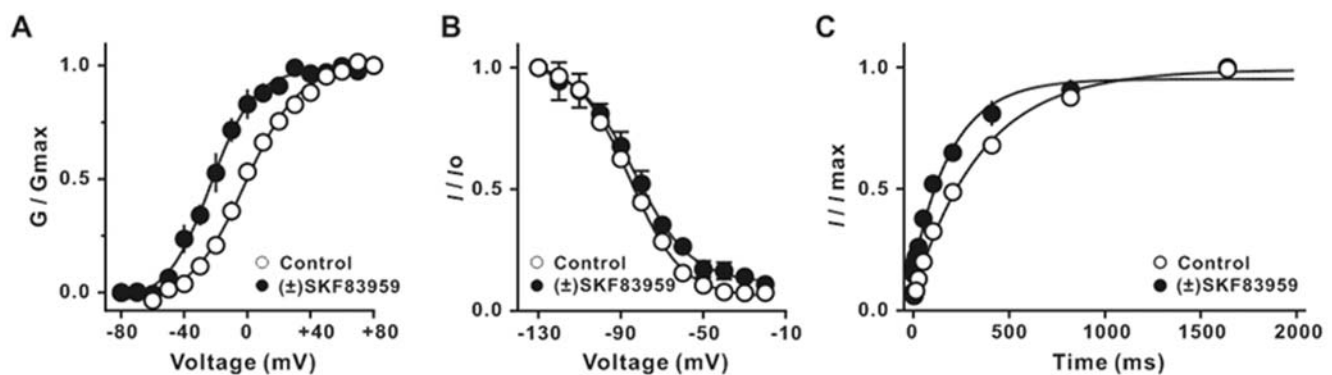 A
G / Gmax
1.0
0.5
0.0
-80
-40
0
+40
+80
Voltage (mV)
Control
(±)SKF83959
B
I / Io
1.0
0.5
0
-130
-90
-50
-10
Voltage (mV)
Control
(±)SKF83959
C
I / I max
1.0
0.5
0
0
500
1000
1500
2000
Time (ms)
Control
(±)SKF83959